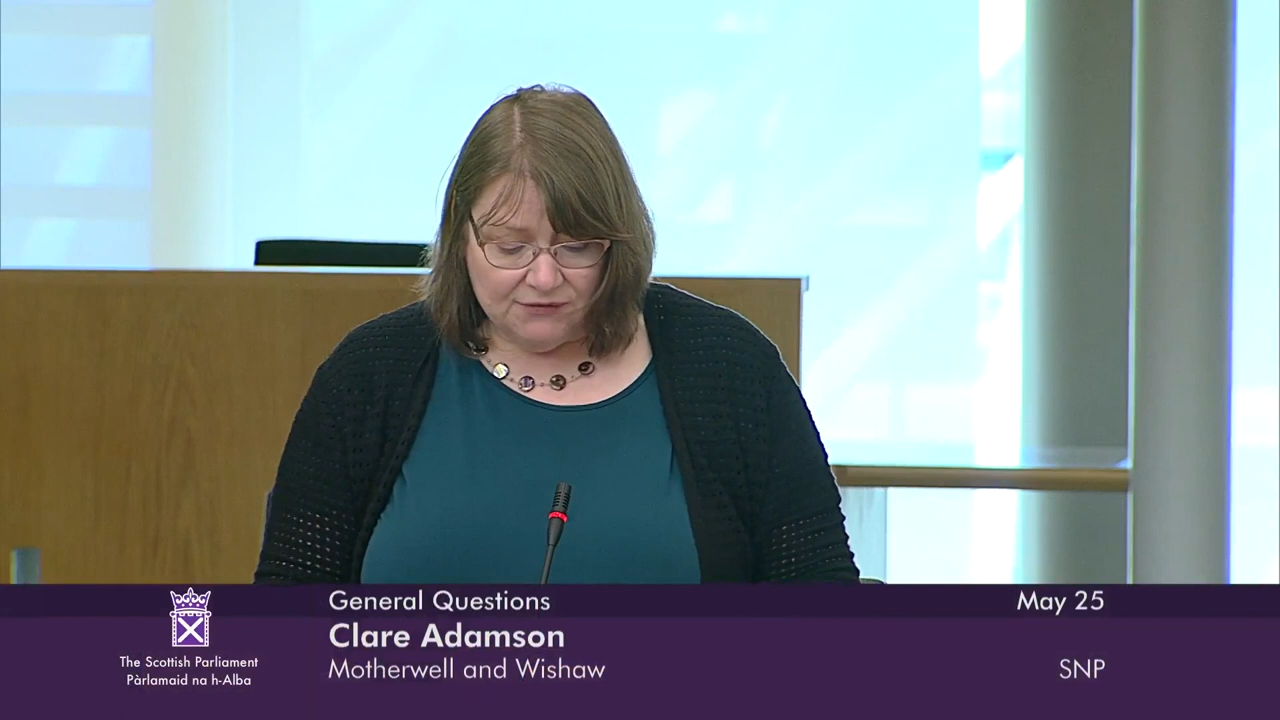 General Questions
May 25
Clare Adamson
Motherwell and Wishaw
SNP
The Scottish Parliament
Pàrlamaid na h-Alba